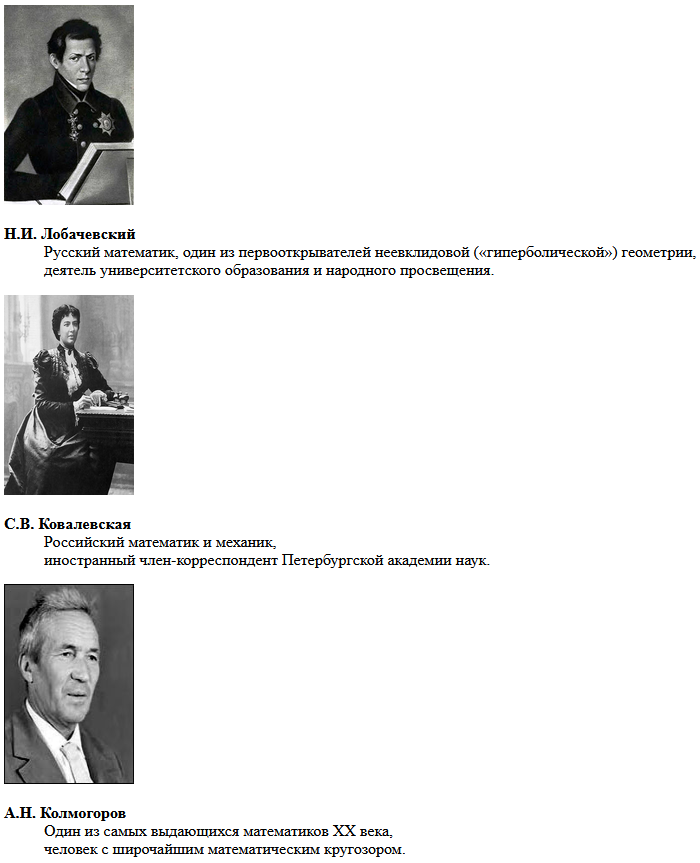 Н.И. Лобачевский
Русский математик, один из первооткрывателей неевклидовой («гиперболической») геометрии,
деятель университетского образования и народного просвещения.
С.В. Ковалевская
Российский математик и механик,
иностранный член-корреспондент Петербургской академии наук.
А.Н. Колмогоров
Один из самых выдающихся математиков XX века,
человек с широчайшим математическим кругозором.